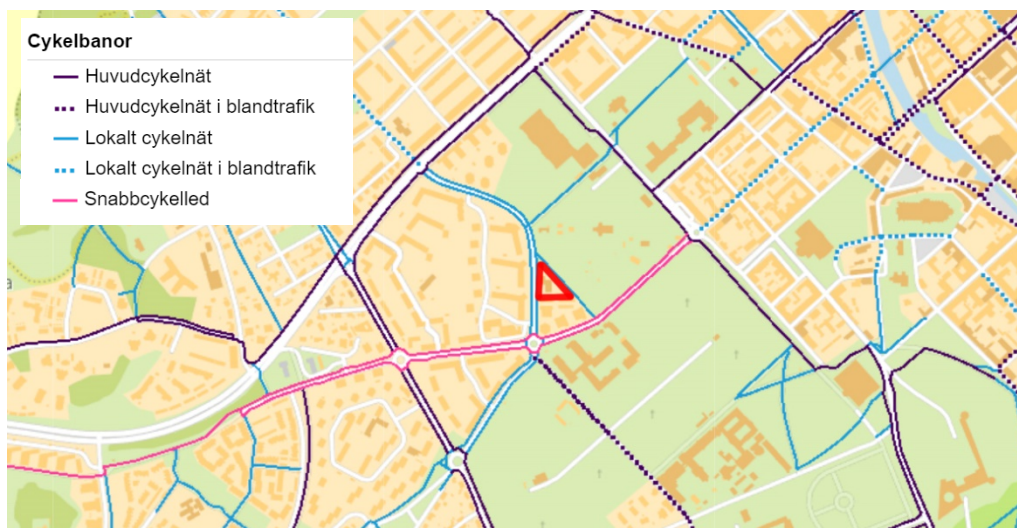 Cykelbanor
Huvudcykelnät
Huvudcykelnät i blandtrafik
Lokalt cykelnät
Lokalt cykelnät i blandtrafik
Snabbcykelled